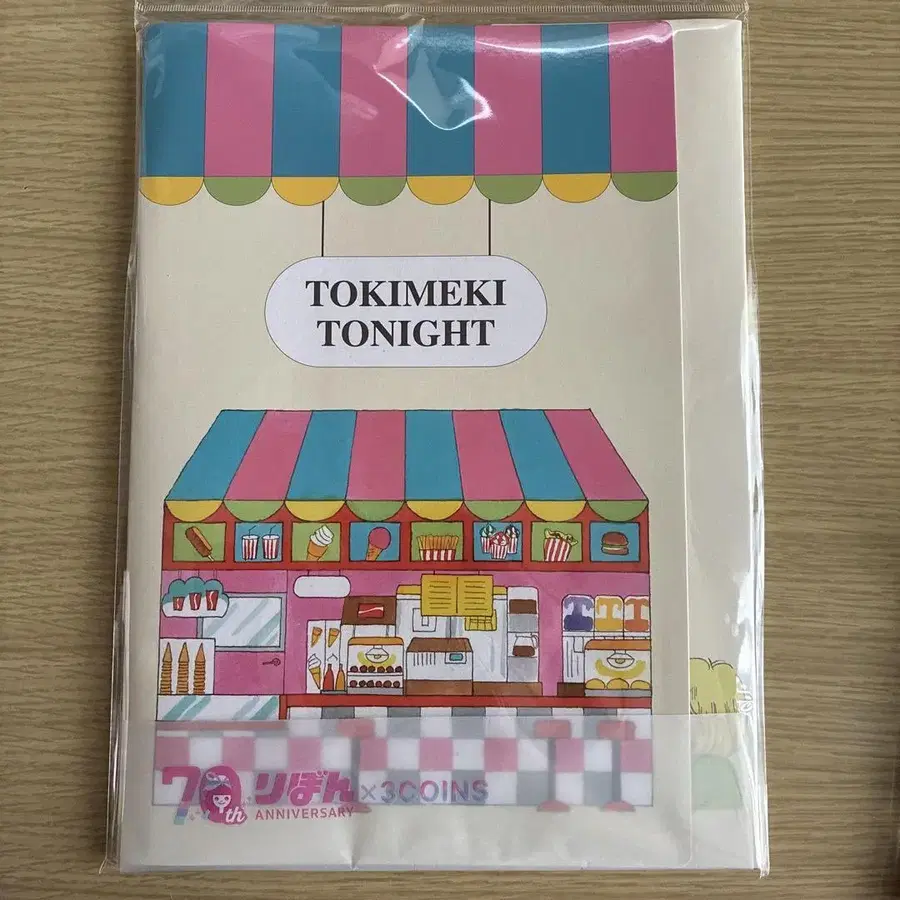 TOKIMEKI
TONIGHT
70th りぼん × 3COINS
ANNIVERSARY